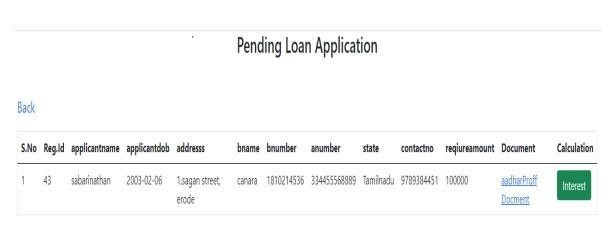 Pending Loan Application
Back
S.No Reg.Id applicantname applicantdob addresss bname bnumber anumber state contactno reqiureamount Document Calculation
1 43 sabarinathan 2003-02-06 1,sagan street, canara 1810214536 334455568889 Tamilnadu 9789384451 100000 aadharProff Interest
erode Docment